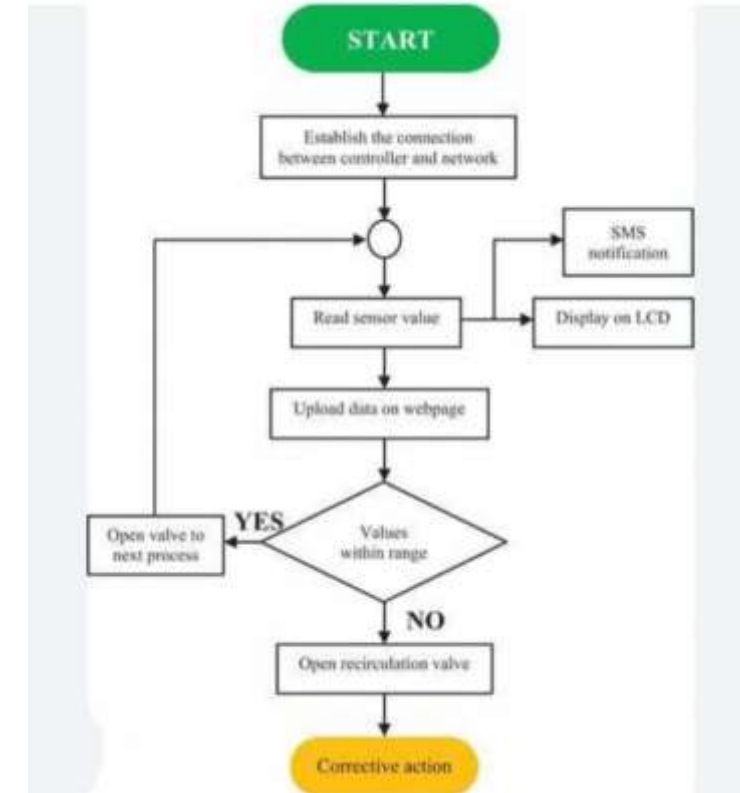 START
Establish the connection
between controller and network
SMS
notification
Read sensor value
Display on LCD
Upload data on webpage
YES
Open valve to
next process
Values
within range
NO
Open recirculation valve
Corrective action